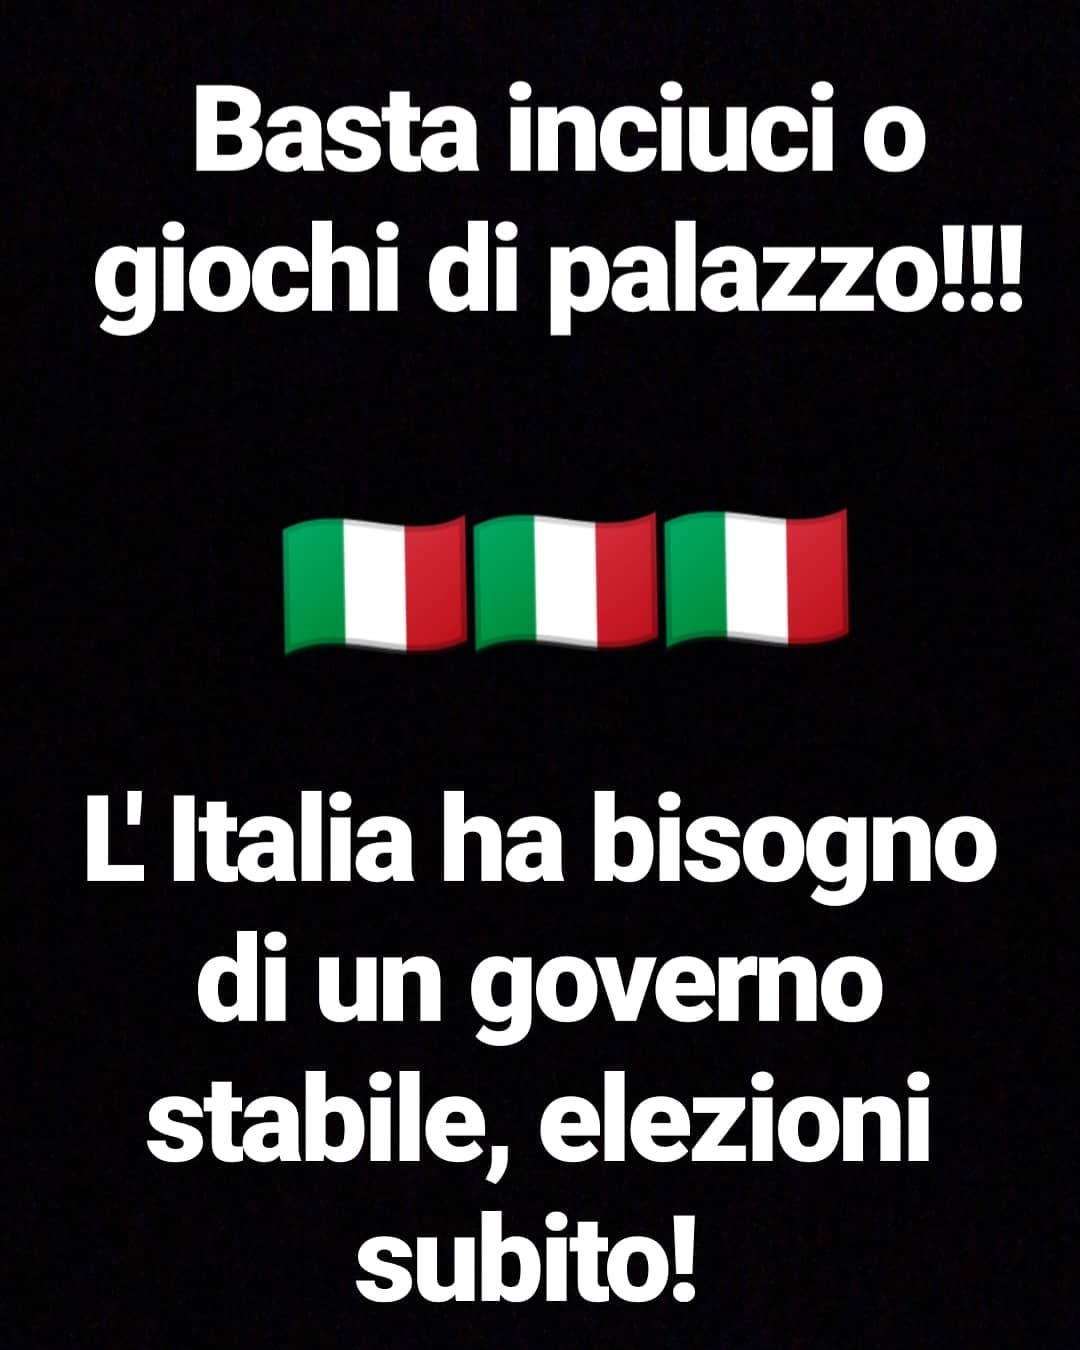 Basta inciuci o
giochi di palazzo!!!
🇮🇹🇮🇹🇮🇹
L' Italia ha bisogno
di un governo
stabile, elezioni
subito!